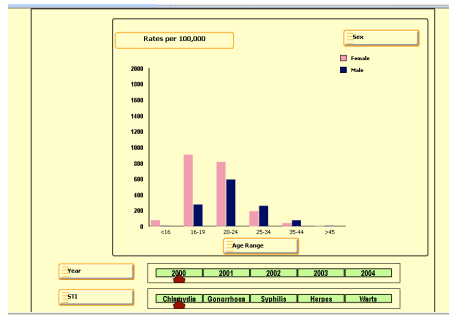 Rates per 100,000
Sex
Female
Male
2000
1800
1600
1400
1200
1000
800
600
400
200
0
<16 16-19 20-24 25-34 35-44 >45
Age Range
Year 2000 2001 2002 2003 2004
STI Chlamydia Gonorrhoea Syphilis Herpes Warts